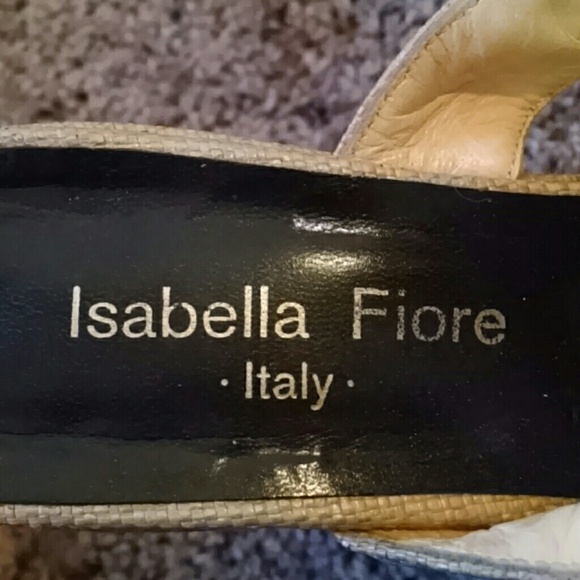 Isabella Fiore
· Italy ·